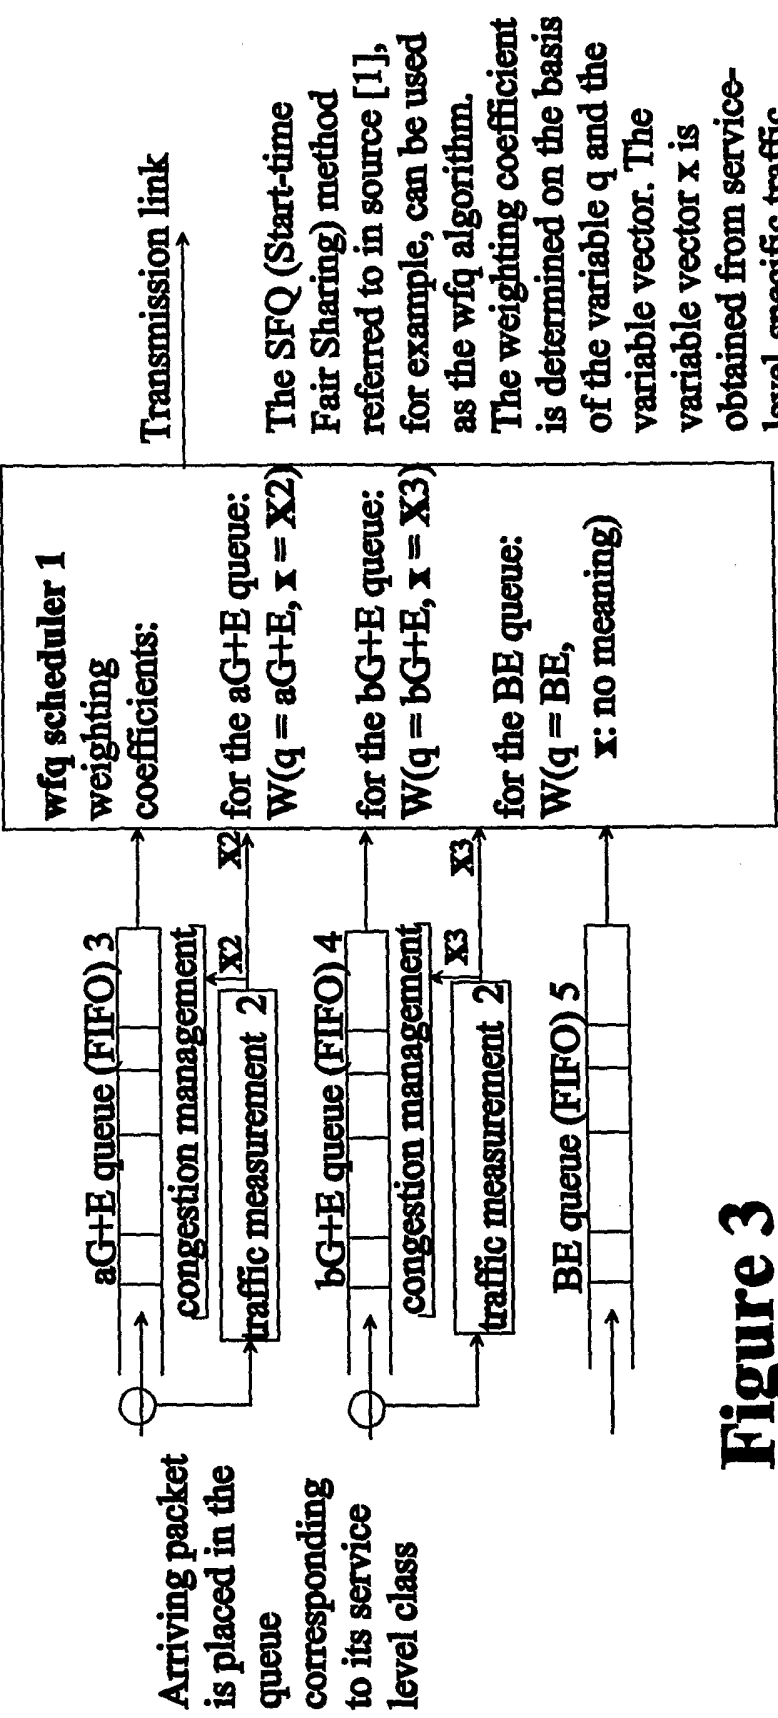 Arriving packet
is placed in the
queue
corresponding
to its service
level class
aG+E queue (FIFO) 3
congestion management
traffic measurement 2
X2
X2
bG+E queue (FIFO) 4
congestion management
traffic measurement 2
X3
X3
BE queue (FIFO) 5
wfq scheduler 1
weighting
coefficients:
for the aG+E queue:
W(q = aG+E, x = X2)
for the bG+E queue:
W(q = bG+E, x = X3)
for the BE queue:
W(q = BE,
x: no meaning)
Transmission link
The SFQ (Start-time
Fair Sharing) method
referred to in source [1],
for example, can be used
as the wfq algorithm.
The weighting coefficient
is determined on the basis
of the variable q and the
variable vector. The
variable vector x is
obtained from service-
level-specific traffic
Figure 3